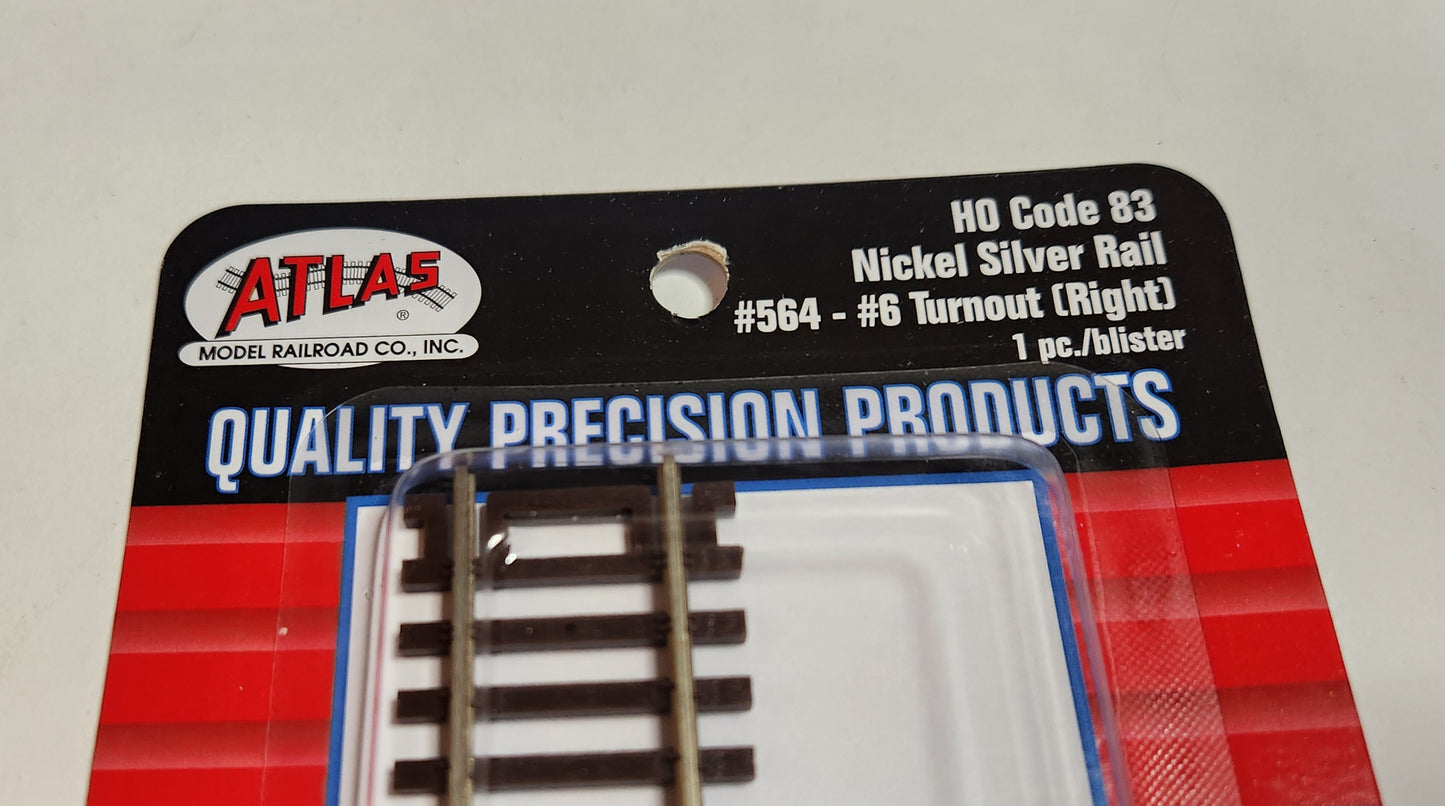 ATLAS
®
MODEL RAILROAD CO., INC.
HO Code 83
Nickel Silver Rail
#564 - #6 Turnout (Right)
1 pc./blister
QUALITY PRECISION PRODUCTS